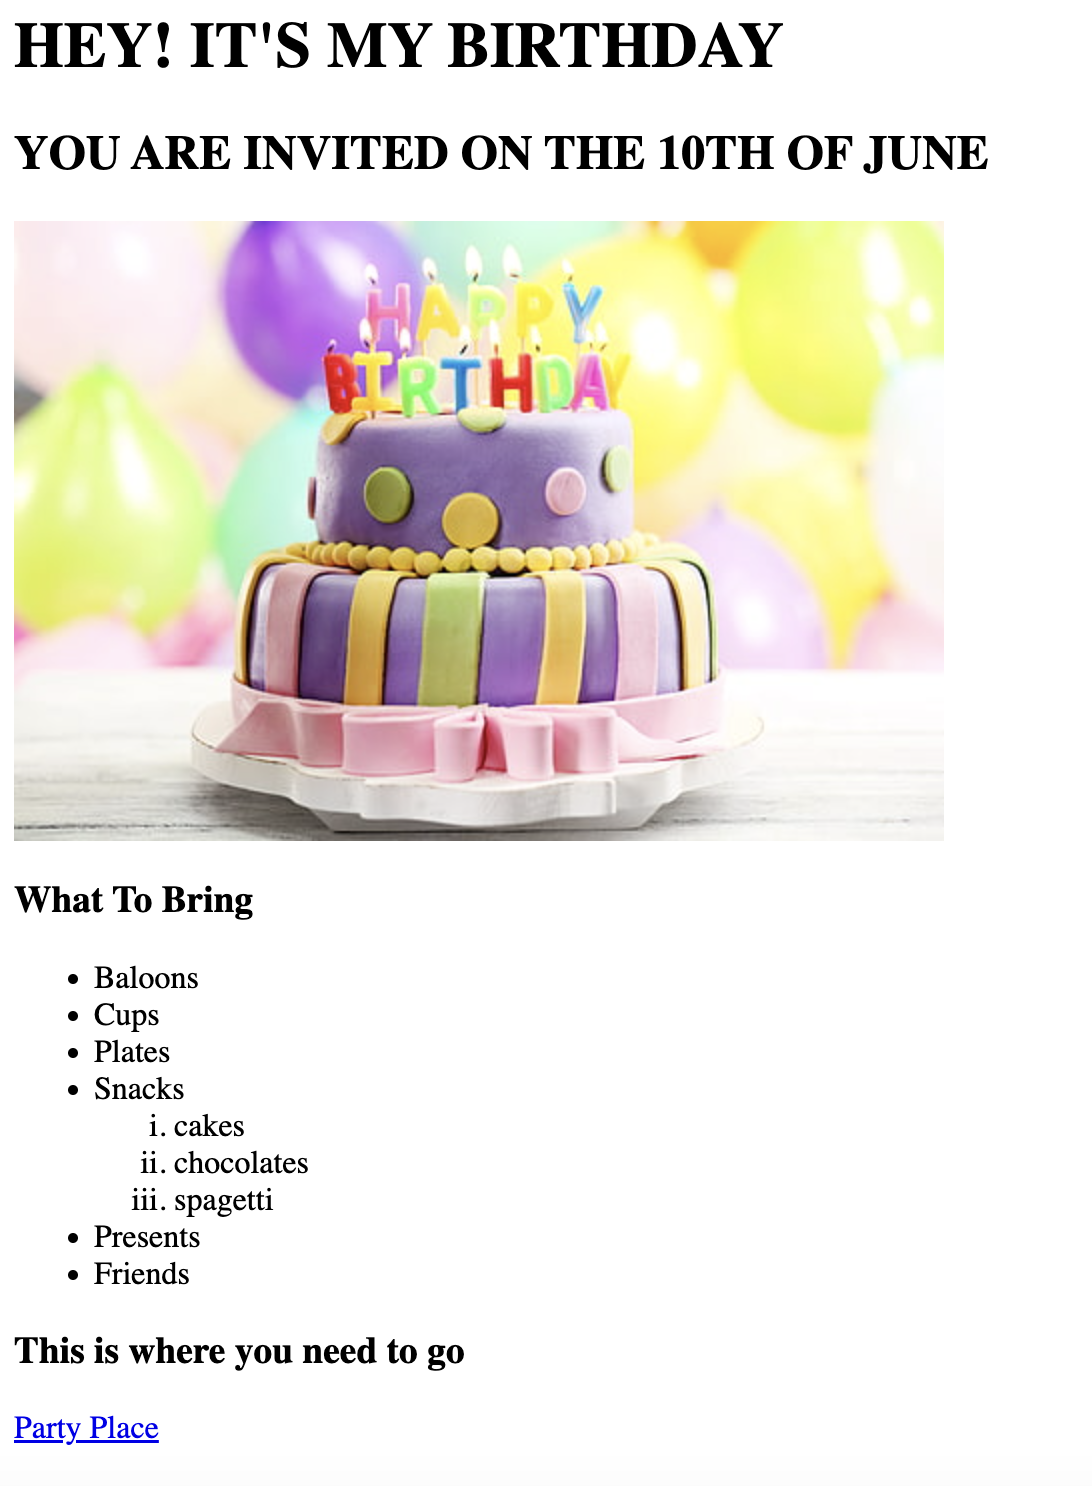 HEY! IT'S MY BIRTHDAY
YOU ARE INVITED ON THE 10TH OF JUNE
HAPPY
BIRTHDAY
What To Bring
• Baloons
• Cups
• Plates
• Snacks
i. cakes
ii. chocolates
iii. spagetti
• Presents
• Friends
This is where you need to go
Party Place